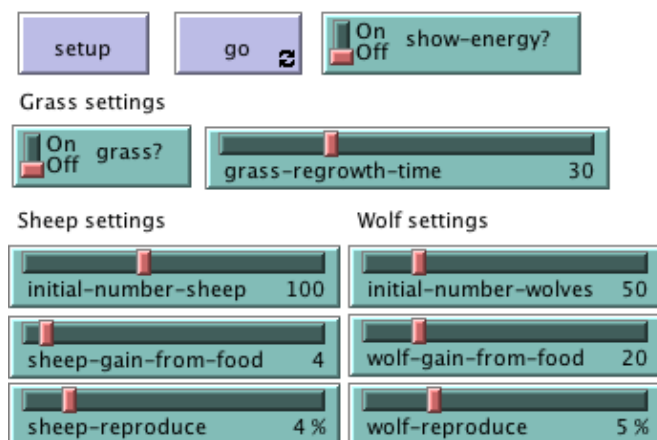 setup
go
On
Off
show-energy?
Grass settings
On
Off
grass?
grass-regrowth-time 30
Sheep settings
Wolf settings
initial-number-sheep 100
initial-number-wolves 50
sheep-gain-from-food 4
wolf-gain-from-food 20
sheep-reproduce 4 %
wolf-reproduce 5 %